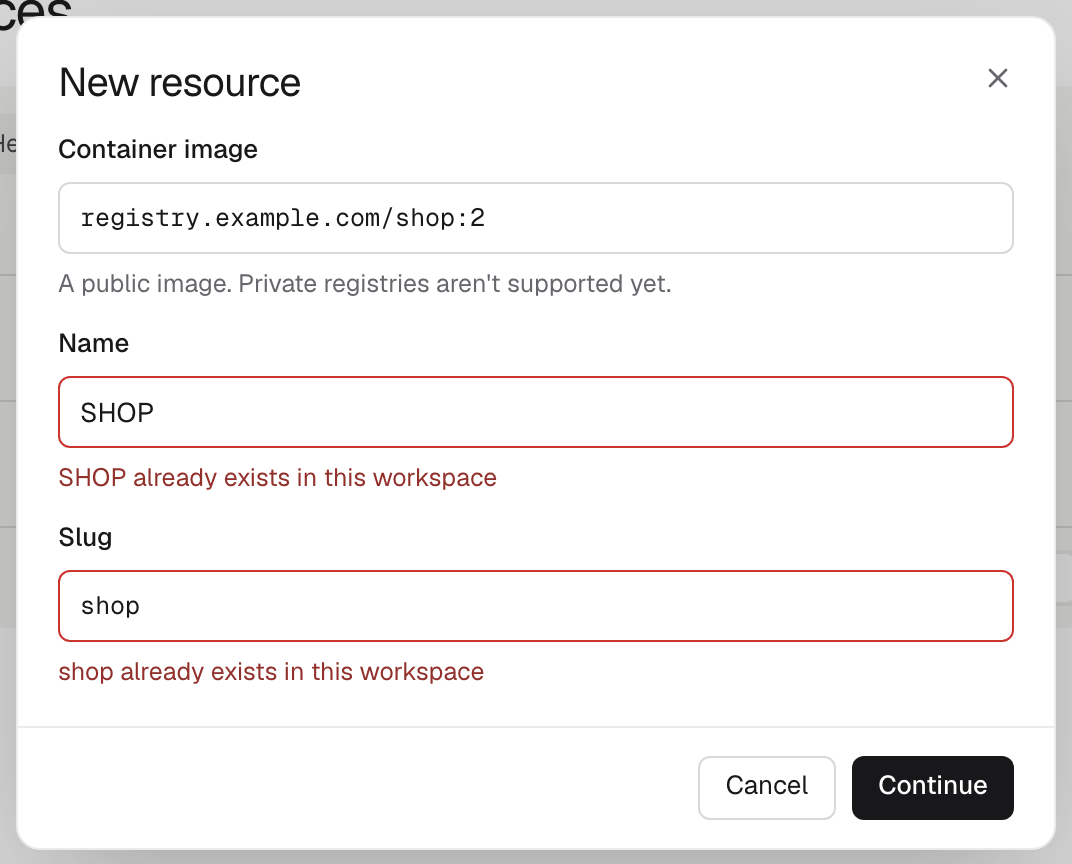 New resource
Container image
registry.example.com/shop:2
A public image. Private registries aren't supported yet.
Name
SHOP
SHOP already exists in this workspace
Slug
shop
shop already exists in this workspace
Cancel
Continue